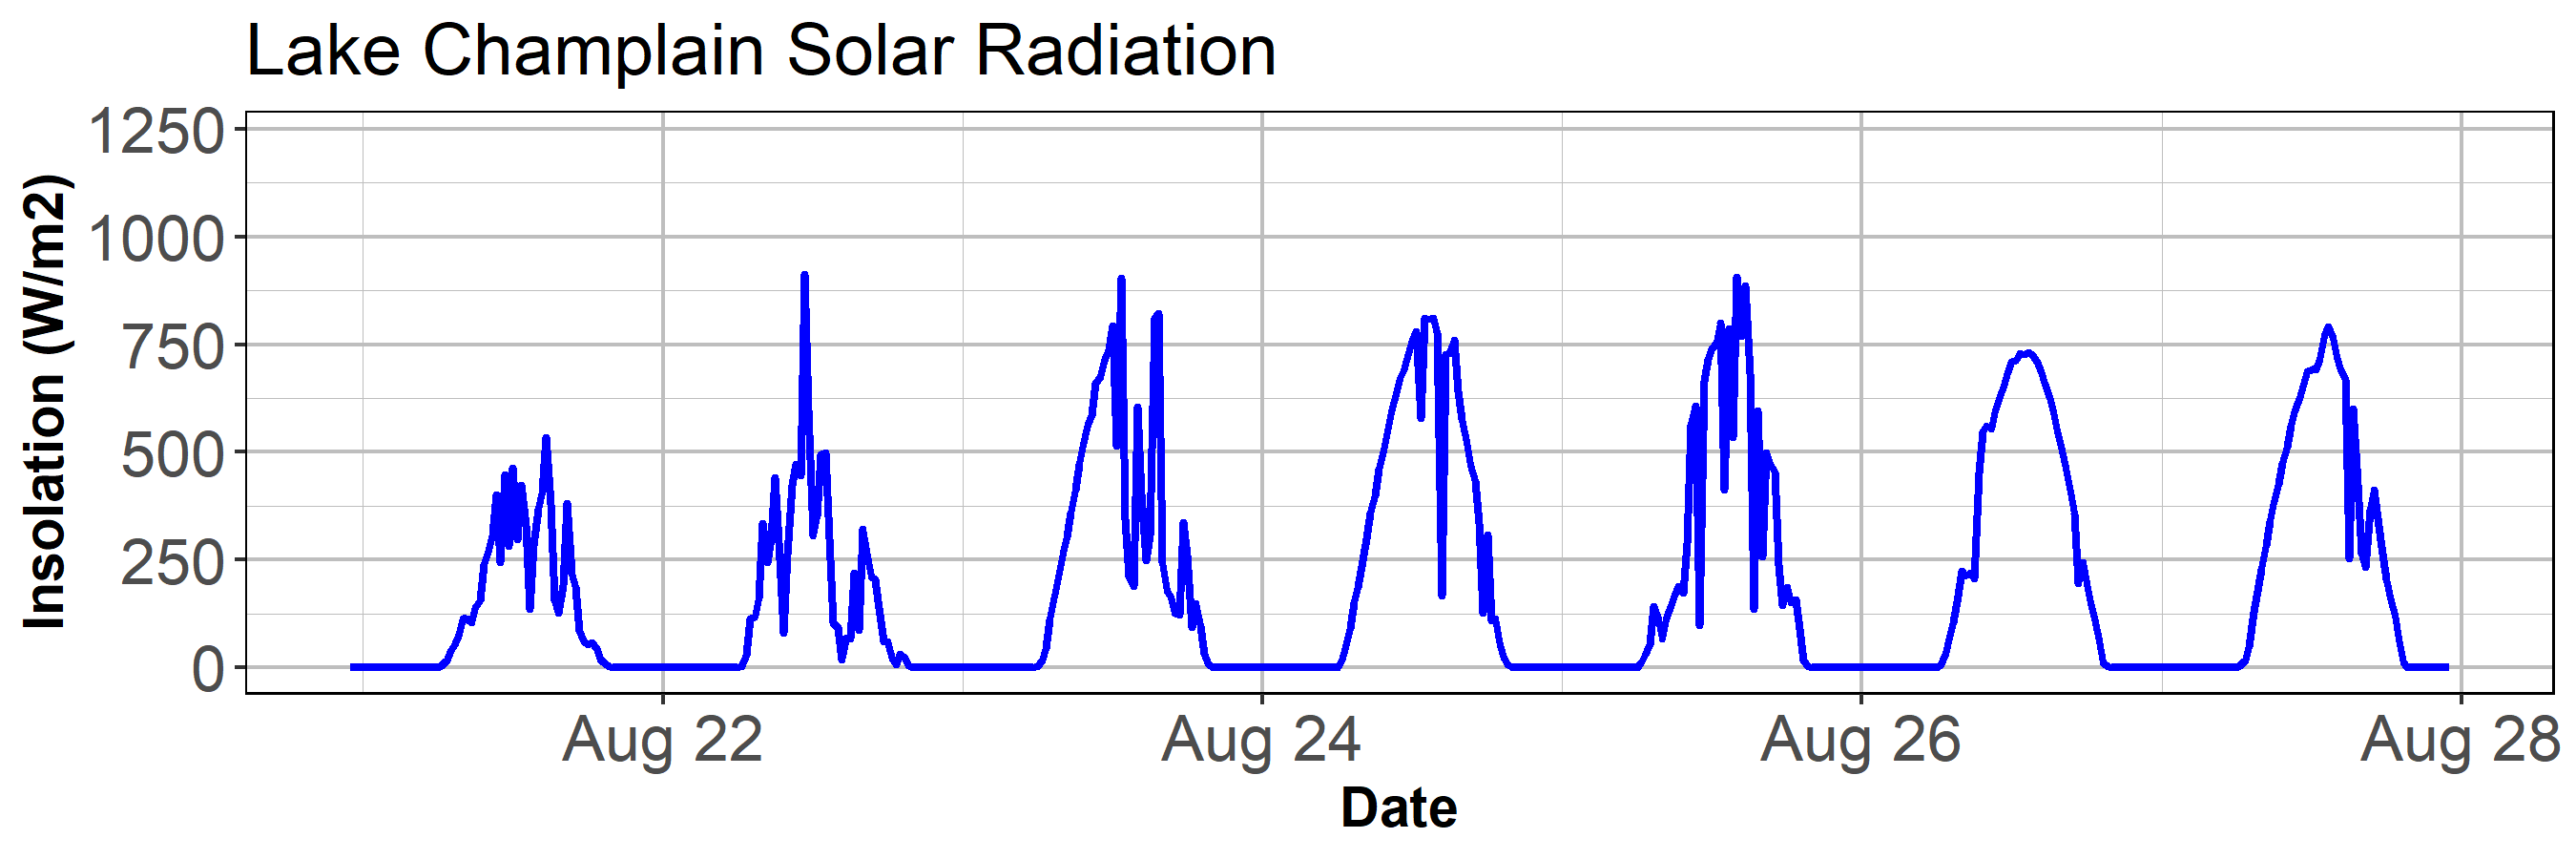 Lake Champlain Solar Radiation
Insolation (W/m2)
1250
1000
750
500
250
0
Aug 22 Aug 24 Aug 26 Aug 28
Date